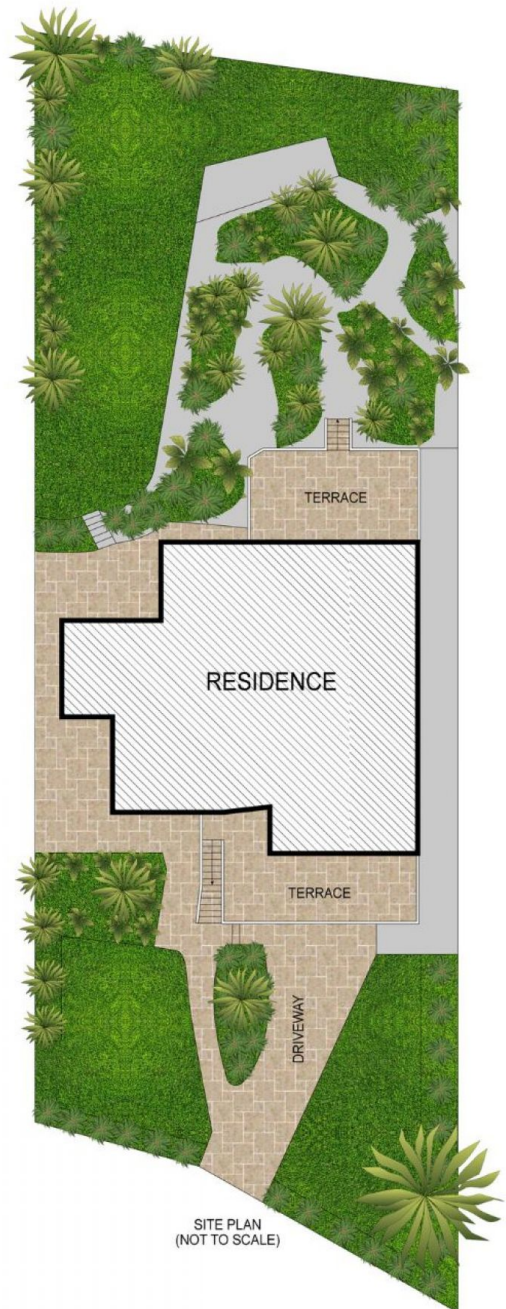 TERRACE
RESIDENCE
TERRACE
DRIVEWAY
SITE PLAN
(NOT TO SCALE)